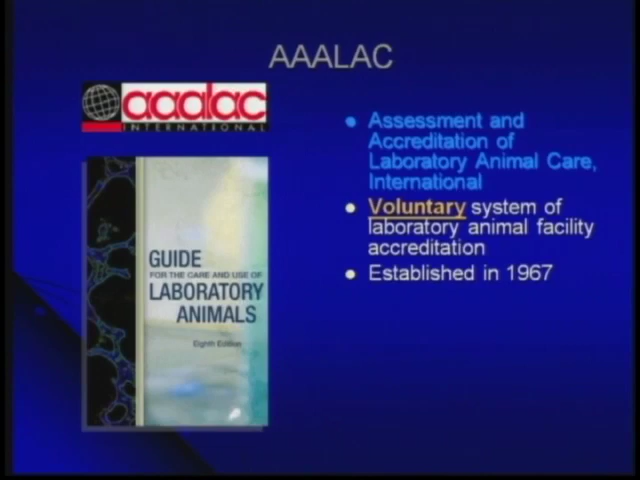 AAALAC
aaalac
INTERNATIONAL
GUIDE
FOR THE CARE AND USE OF
LABORATORY
ANIMALS
Eighth Edition
Assessment and
Accreditation of
Laboratory Animal Care,
International
Voluntary system of
laboratory animal facility
accreditation
Established in 1967